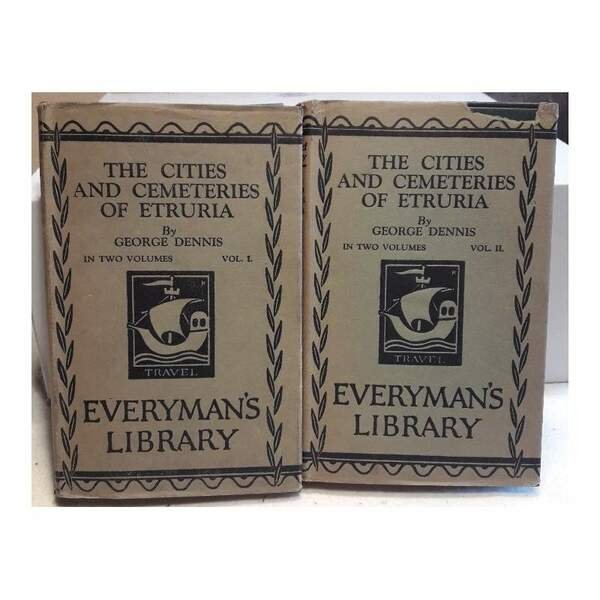 THE CITIES
AND CEMETERIES
OF ETRURIA
By
GEORGE DENNIS
IN TWO VOLUMES VOL. I.
TRAVEL
EVERYMAN'S
LIBRARY
THE CITIES
AND CEMETERIES
OF ETRURIA
By
GEORGE DENNIS
IN TWO VOLUMES VOL. II.
TRAVEL
EVERYMAN'S
LIBRARY